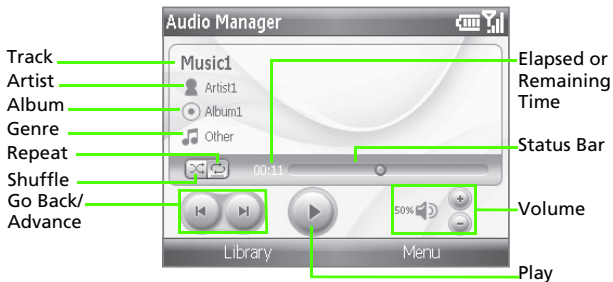 Audio Manager
Track
Music1
Elapsed or
Remaining
Time
Artist
Artist1
Album
Album1
Genre
Other
Repeat
Status Bar
00:11
Shuffle
Go Back/
Advance
50%
Volume
Library
Menu
Play